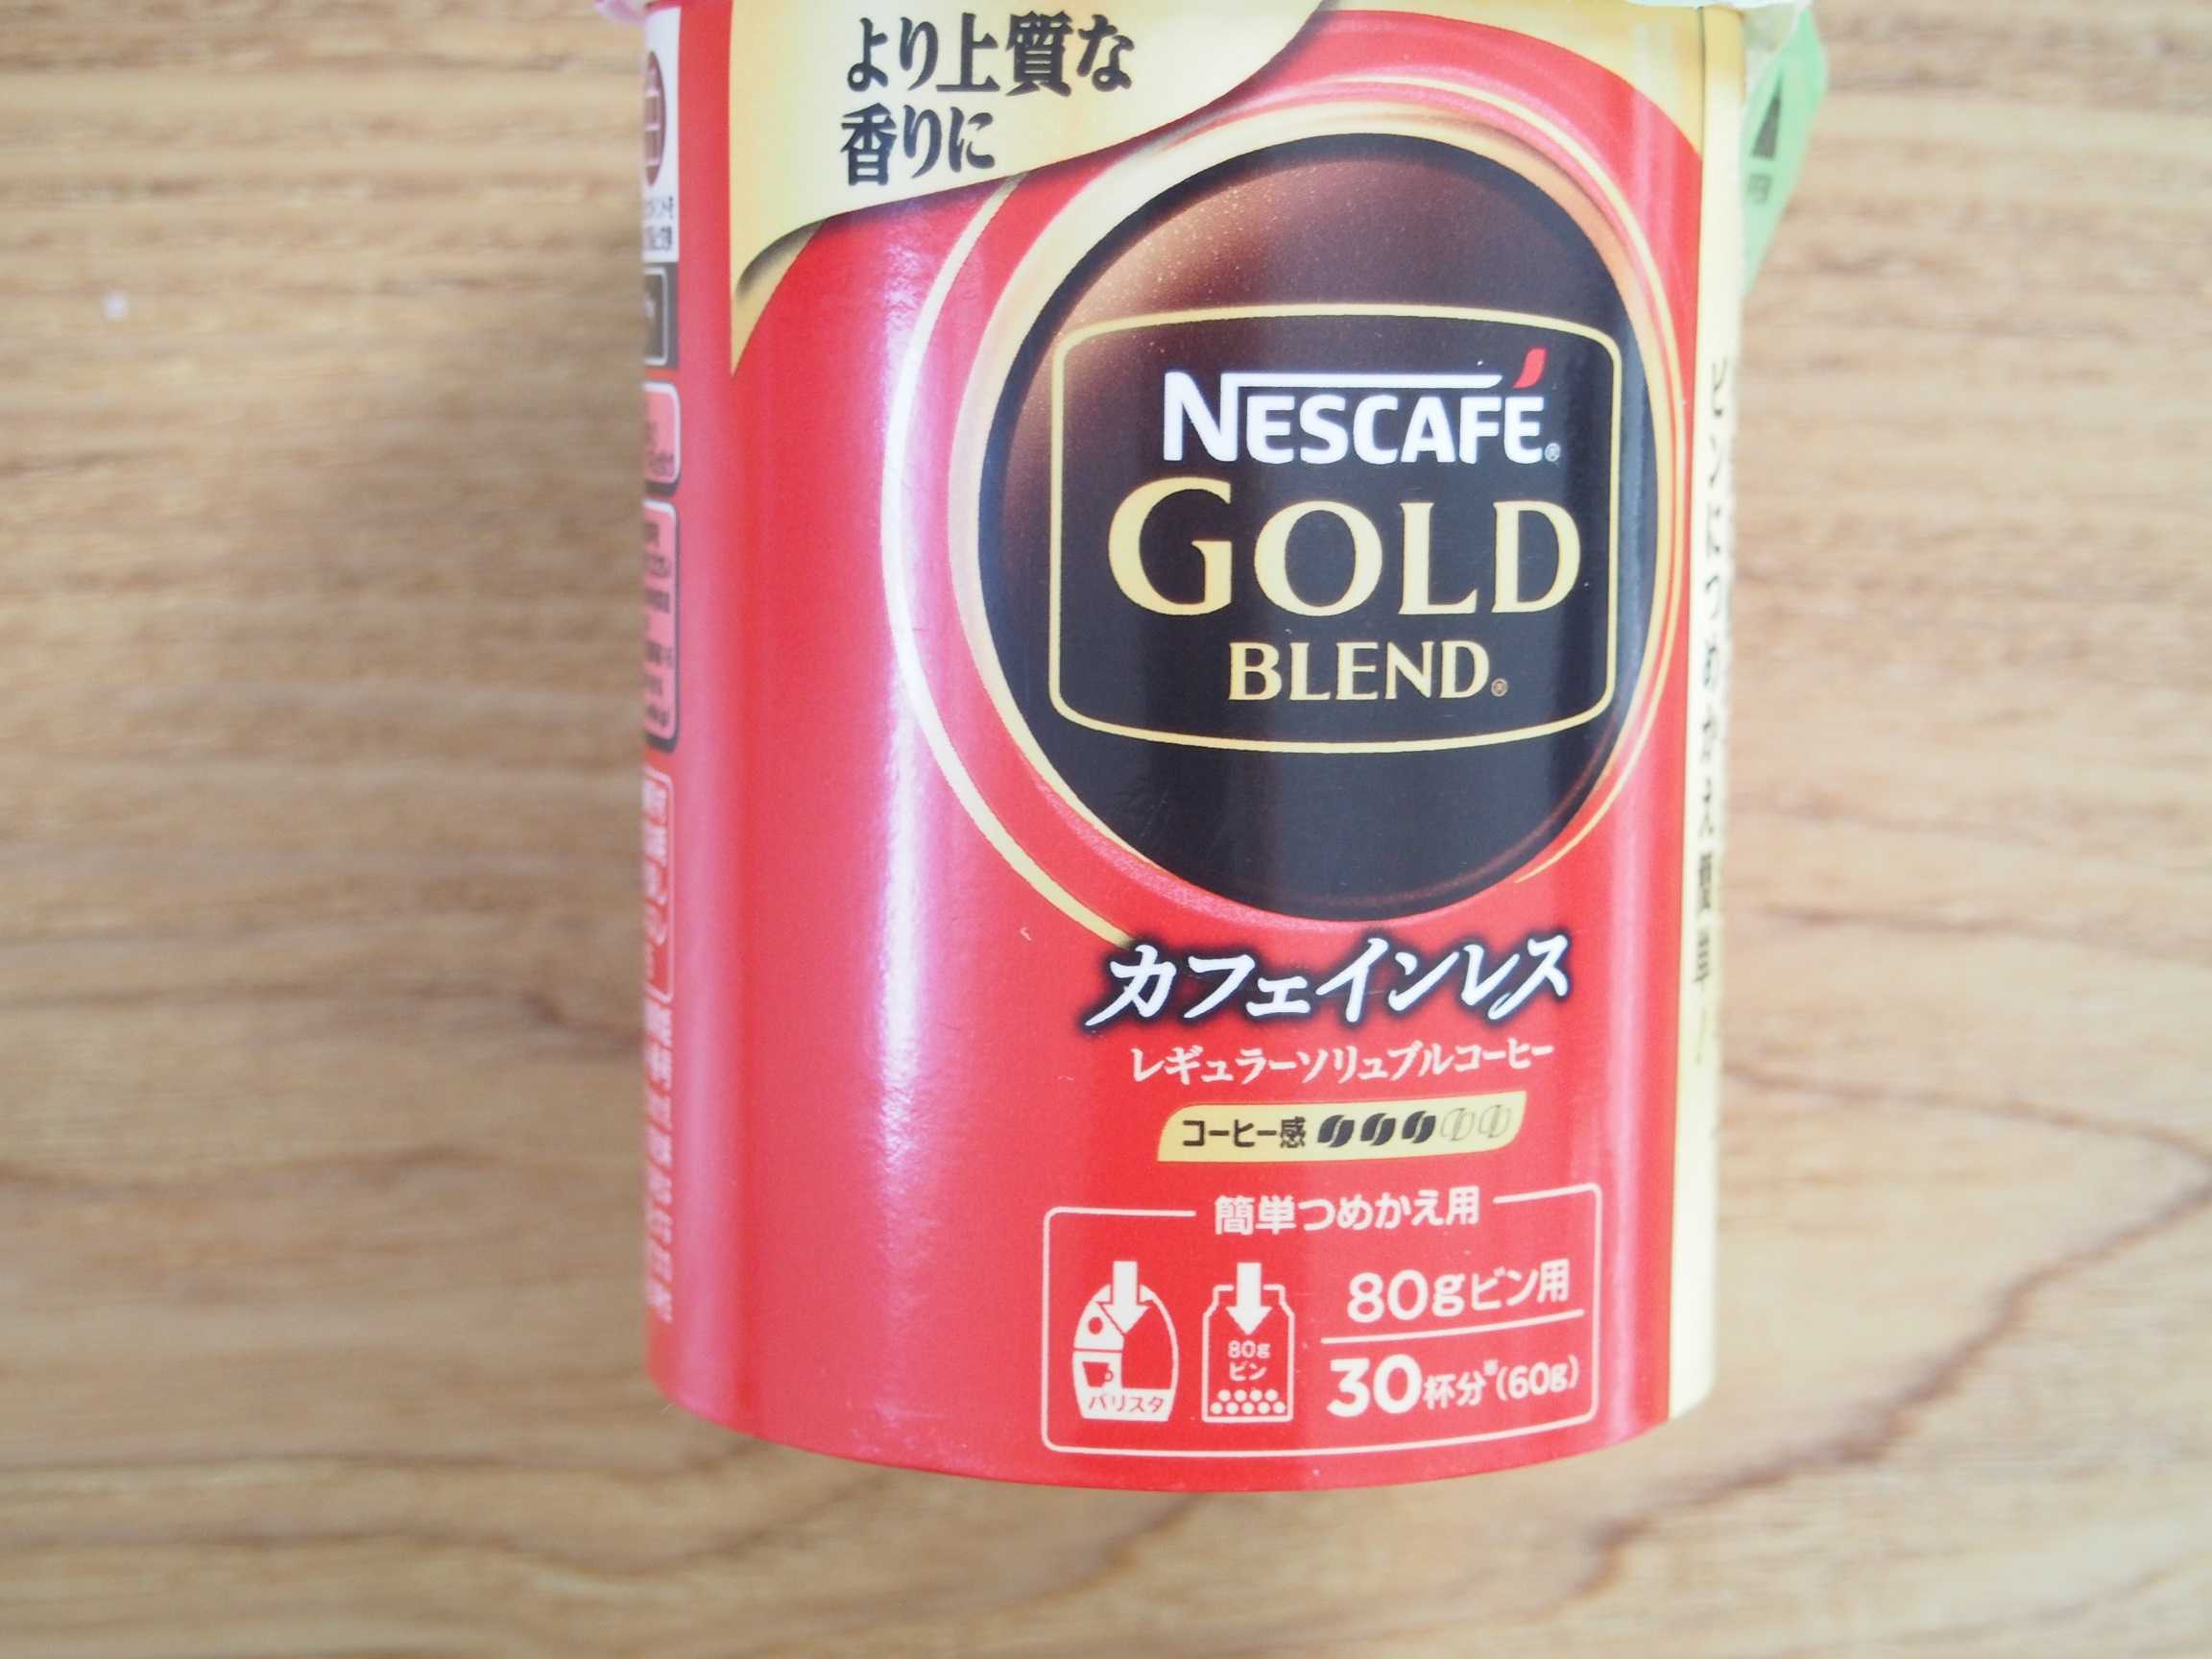 より上質な
香りに
NESCAFÉ®
GOLD
BLEND®
カフェインレス
レギュラーソリュブルコーヒー
コーヒー感
簡単つめかえ用
バリスタ
80g
ビン
80gビン用
30杯分※(60g)